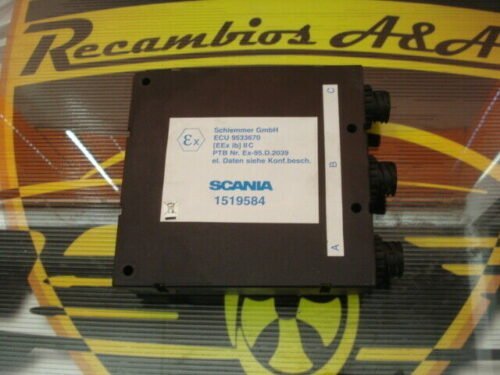 Recambios A&A
εx
Schlemmer GmbH
ECU 9533670
[EEx ib] II C
PTB Nr. Ex-95.D.2039
el. Daten siehe Konf.besch.
SCANIA
1519584
C
B
A